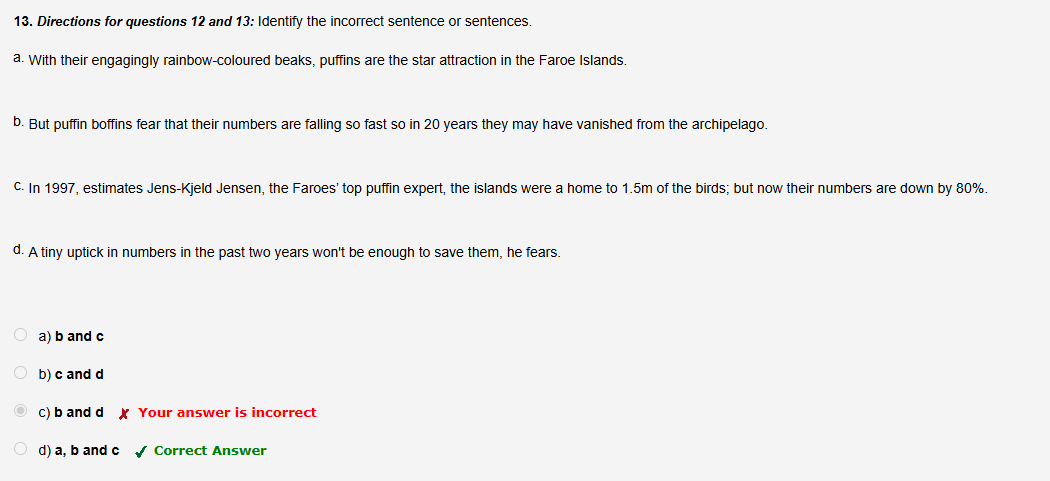 13. Directions for questions 12 and 13: Identify the incorrect sentence or sentences.
a. With their engagingly rainbow-coloured beaks, puffins are the star attraction in the Faroe Islands.
b. But puffin boffins fear that their numbers are falling so fast so in 20 years they may have vanished from the archipelago.
c. In 1997, estimates Jens-Kjeld Jensen, the Faroes' top puffin expert, the islands were a home to 1.5m of the birds; but now their numbers are down by 80%.
d. A tiny uptick in numbers in the past two years won't be enough to save them, he fears.
a) b and c
b) c and d
c) b and d ✗ Your answer is incorrect
d) a, b and c ✓ Correct Answer